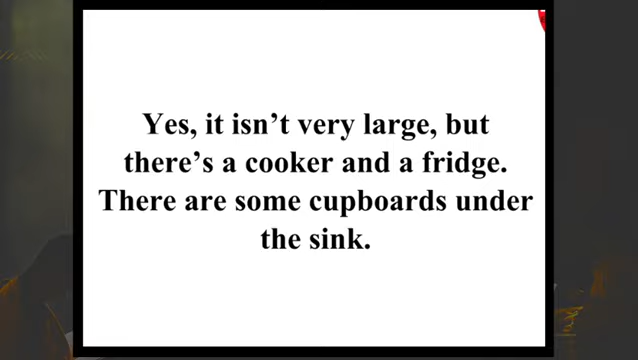 Yes, it isn’t very large, but
there’s a cooker and a fridge.
There are some cupboards under
the sink.